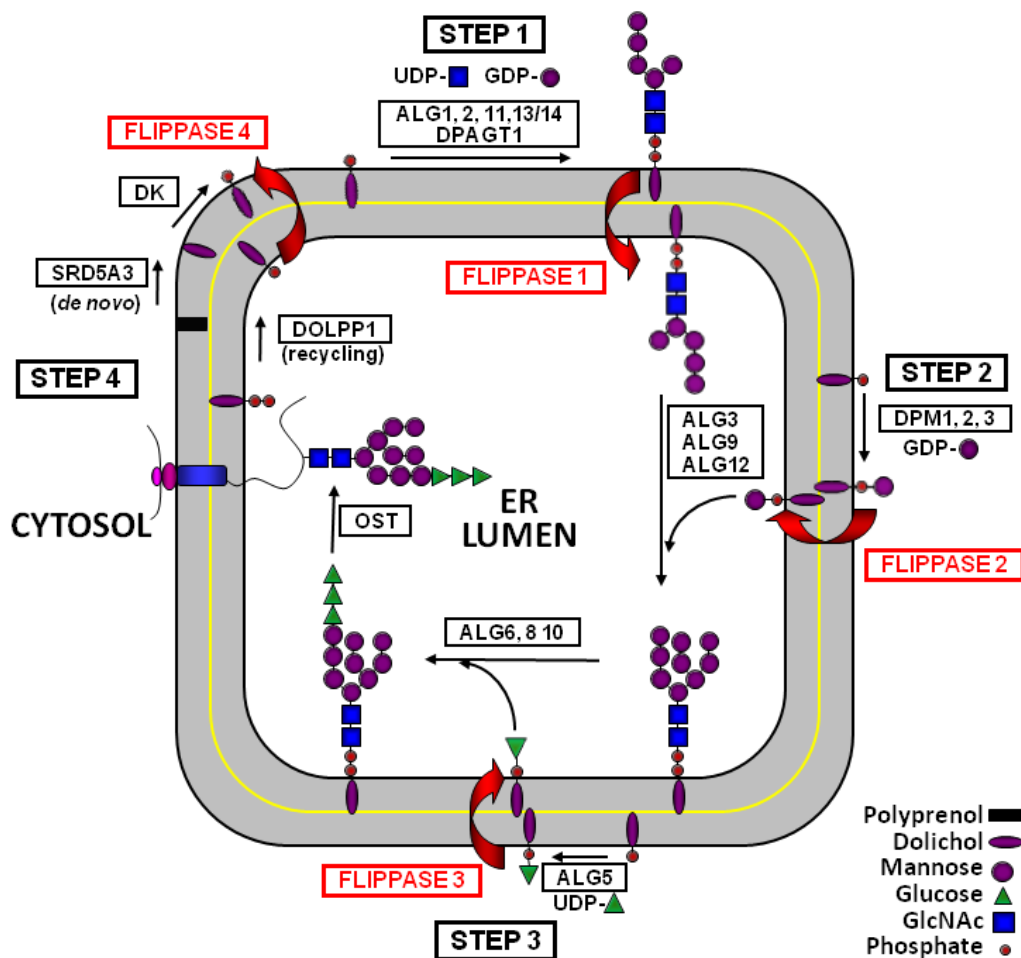 STEP 1
UDP- GDP-
ALG1, 2, 11,13/14
DPAGT1
FLIPPASE 4
DK
SRD5A3
(de novo)
FLIPPASE 1
DOLPP1
(recycling)
STEP 4
STEP 2
DPM1, 2, 3
GDP-
ALG3
ALG9
ALG12
CYTOSOL
OST
ER
LUMEN
FLIPPASE 2
ALG6, 8 10
FLIPPASE 3
ALG5
UDP-
STEP 3
Polyprenol
Dolichol
Mannose
Glucose
GlcNAc
Phosphate